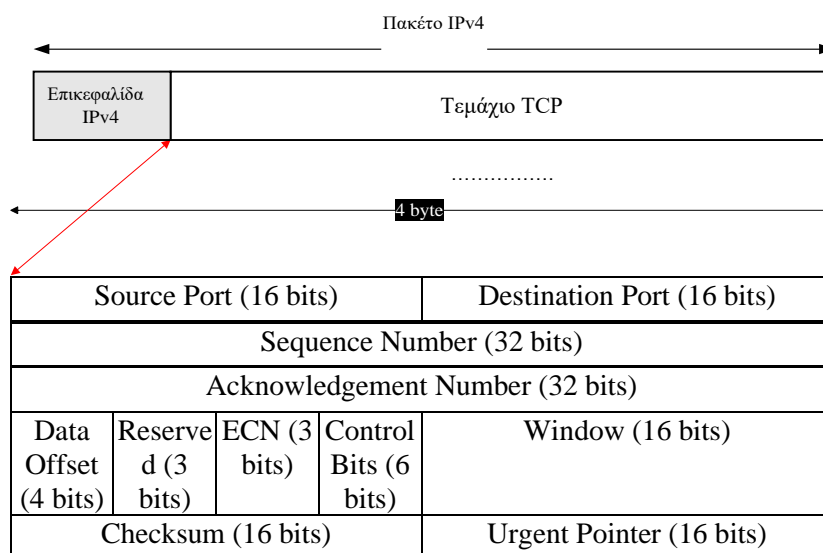 Πακέτο IPv4
Επικεφαλίδα
IPv4
Τεμάχιο TCP
................
4 byte
Source Port (16 bits)
Destination Port (16 bits)
Sequence Number (32 bits)
Acknowledgement Number (32 bits)
Data
Offset
(4 bits)
Reserve
d (3
bits)
ECN (3
bits)
Control
Bits (6
bits)
Window (16 bits)
Checksum (16 bits)
Urgent Pointer (16 bits)